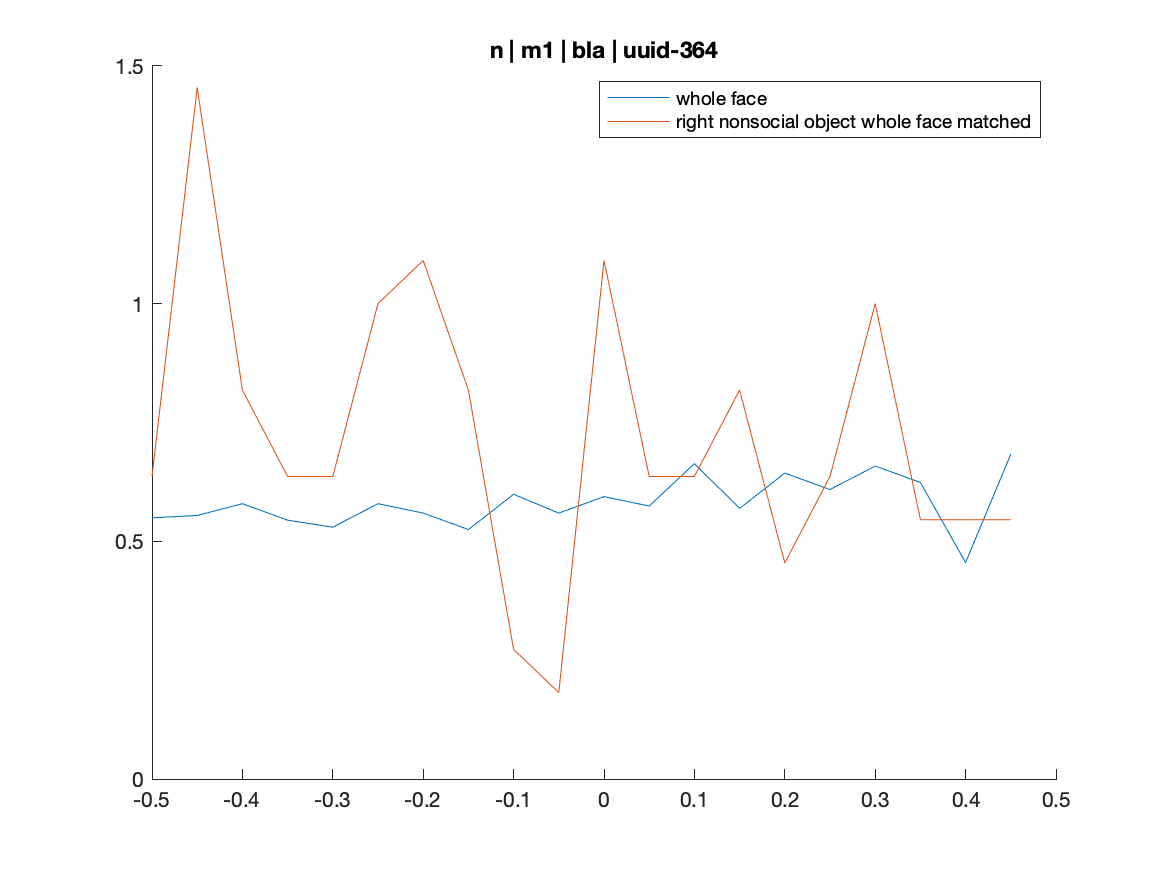 n | m1 | bla | uuid-364
whole face
right nonsocial object whole face matched
1.5
1
0.5
0
-0.5 -0.4 -0.3 -0.2 -0.1 0 0.1 0.2 0.3 0.4 0.5